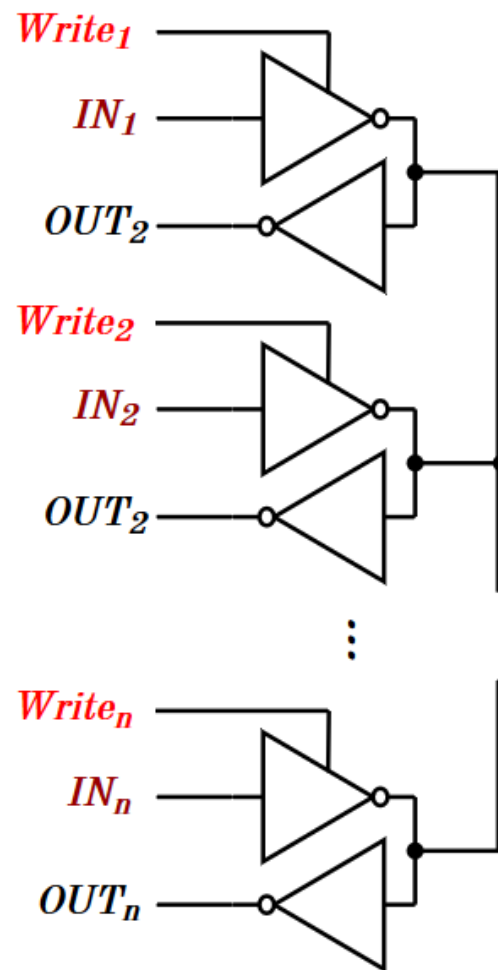 Write₁
IN₁
OUT₂
Write₂
IN₂
OUT₂
⋮
Writeₙ
INₙ
OUTₙ